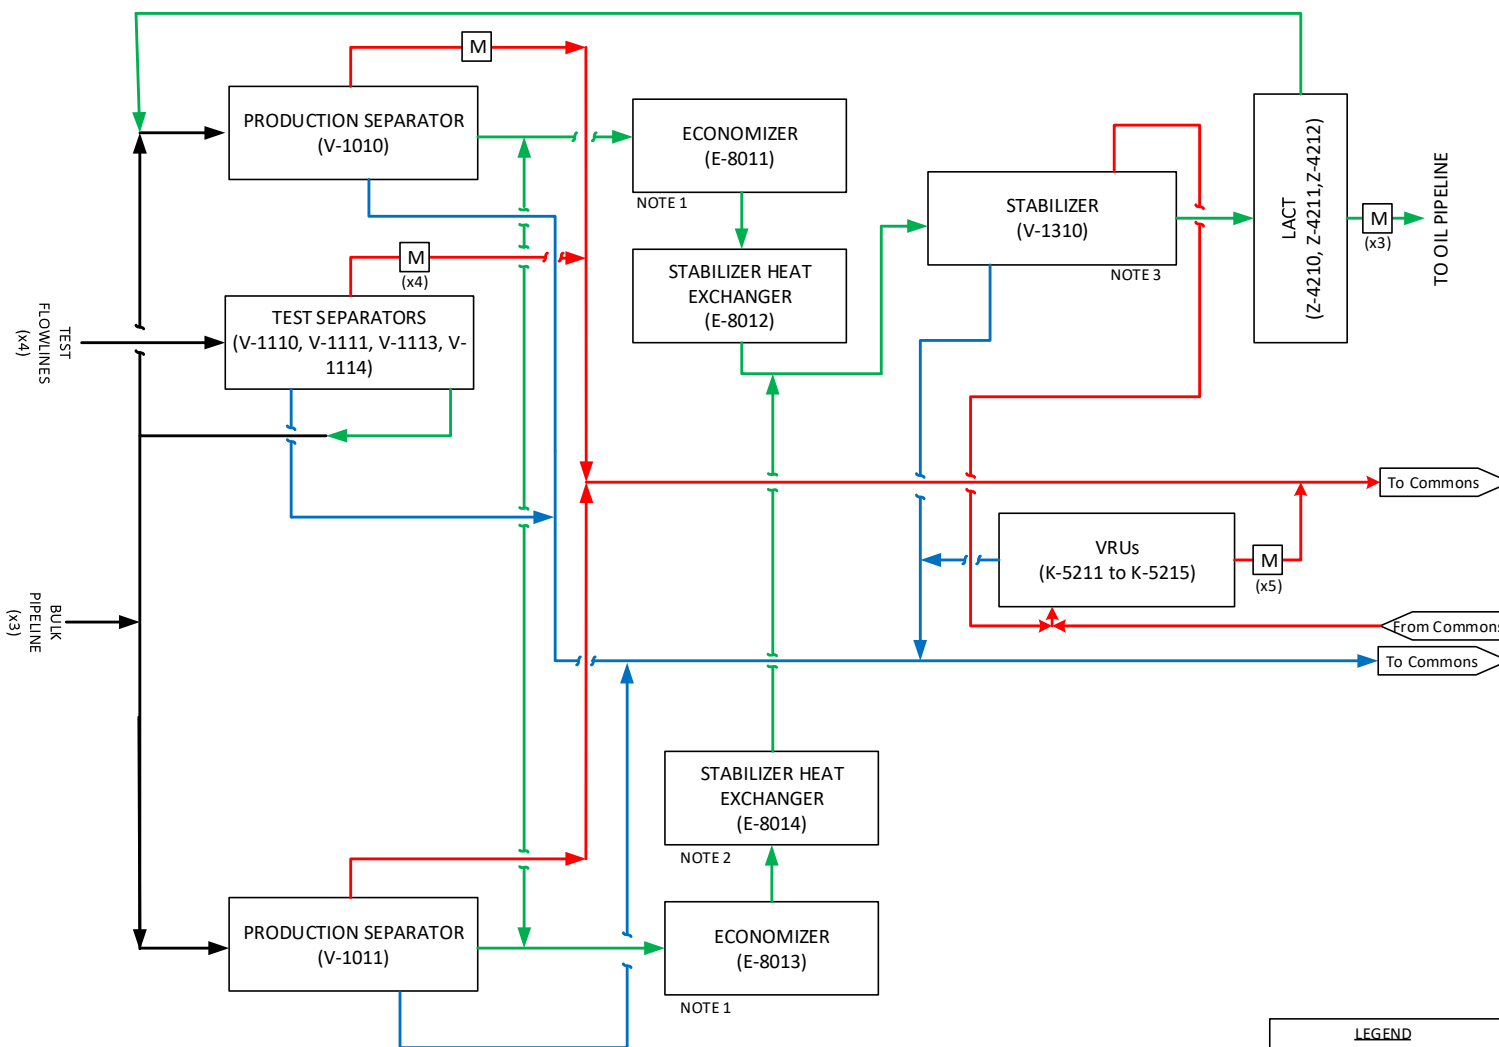 M
PRODUCTION SEPARATOR
(V-1010)
ECONOMIZER
(E-8011)
NOTE 1
STABILIZER HEAT
EXCHANGER
(E-8012)
STABILIZER
(V-1310)
NOTE 3
LACT
(Z-4210, Z-4211,Z-4212)
M
(x3)
TO OIL PIPELINE
M
(x4)
TEST
FLOWLINES
(x4)
TEST SEPARATORS
(V-1110, V-1111, V-1113, V-
1114)
To Commons
VRUs
(K-5211 to K-5215)
M
(x5)
BULK
PIPELINE
(x3)
From Commons
To Commons
STABILIZER HEAT
EXCHANGER
(E-8014)
NOTE 2
PRODUCTION SEPARATOR
(V-1011)
ECONOMIZER
(E-8013)
NOTE 1
LEGEND